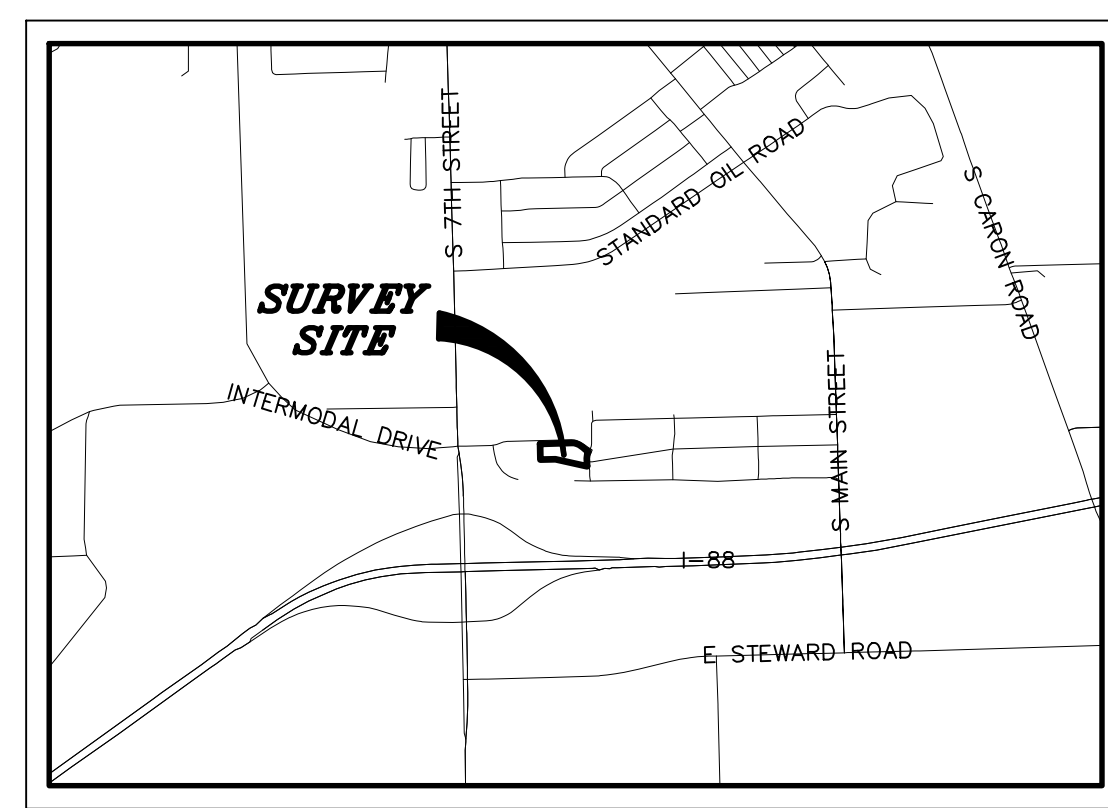 S 7TH STREET
STANDARD OIL ROAD
S CARON ROAD
SURVEY
SITE
INTERMODAL DRIVE
S MAIN STREET
I-88
E STEWARD ROAD